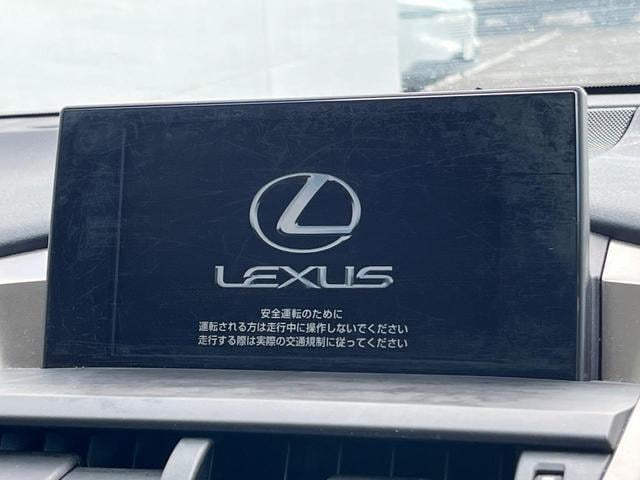 LEXUS
安全運転のために
運転される方は走行中に操作しないでください
走行する際は実際の交通規制に従ってください